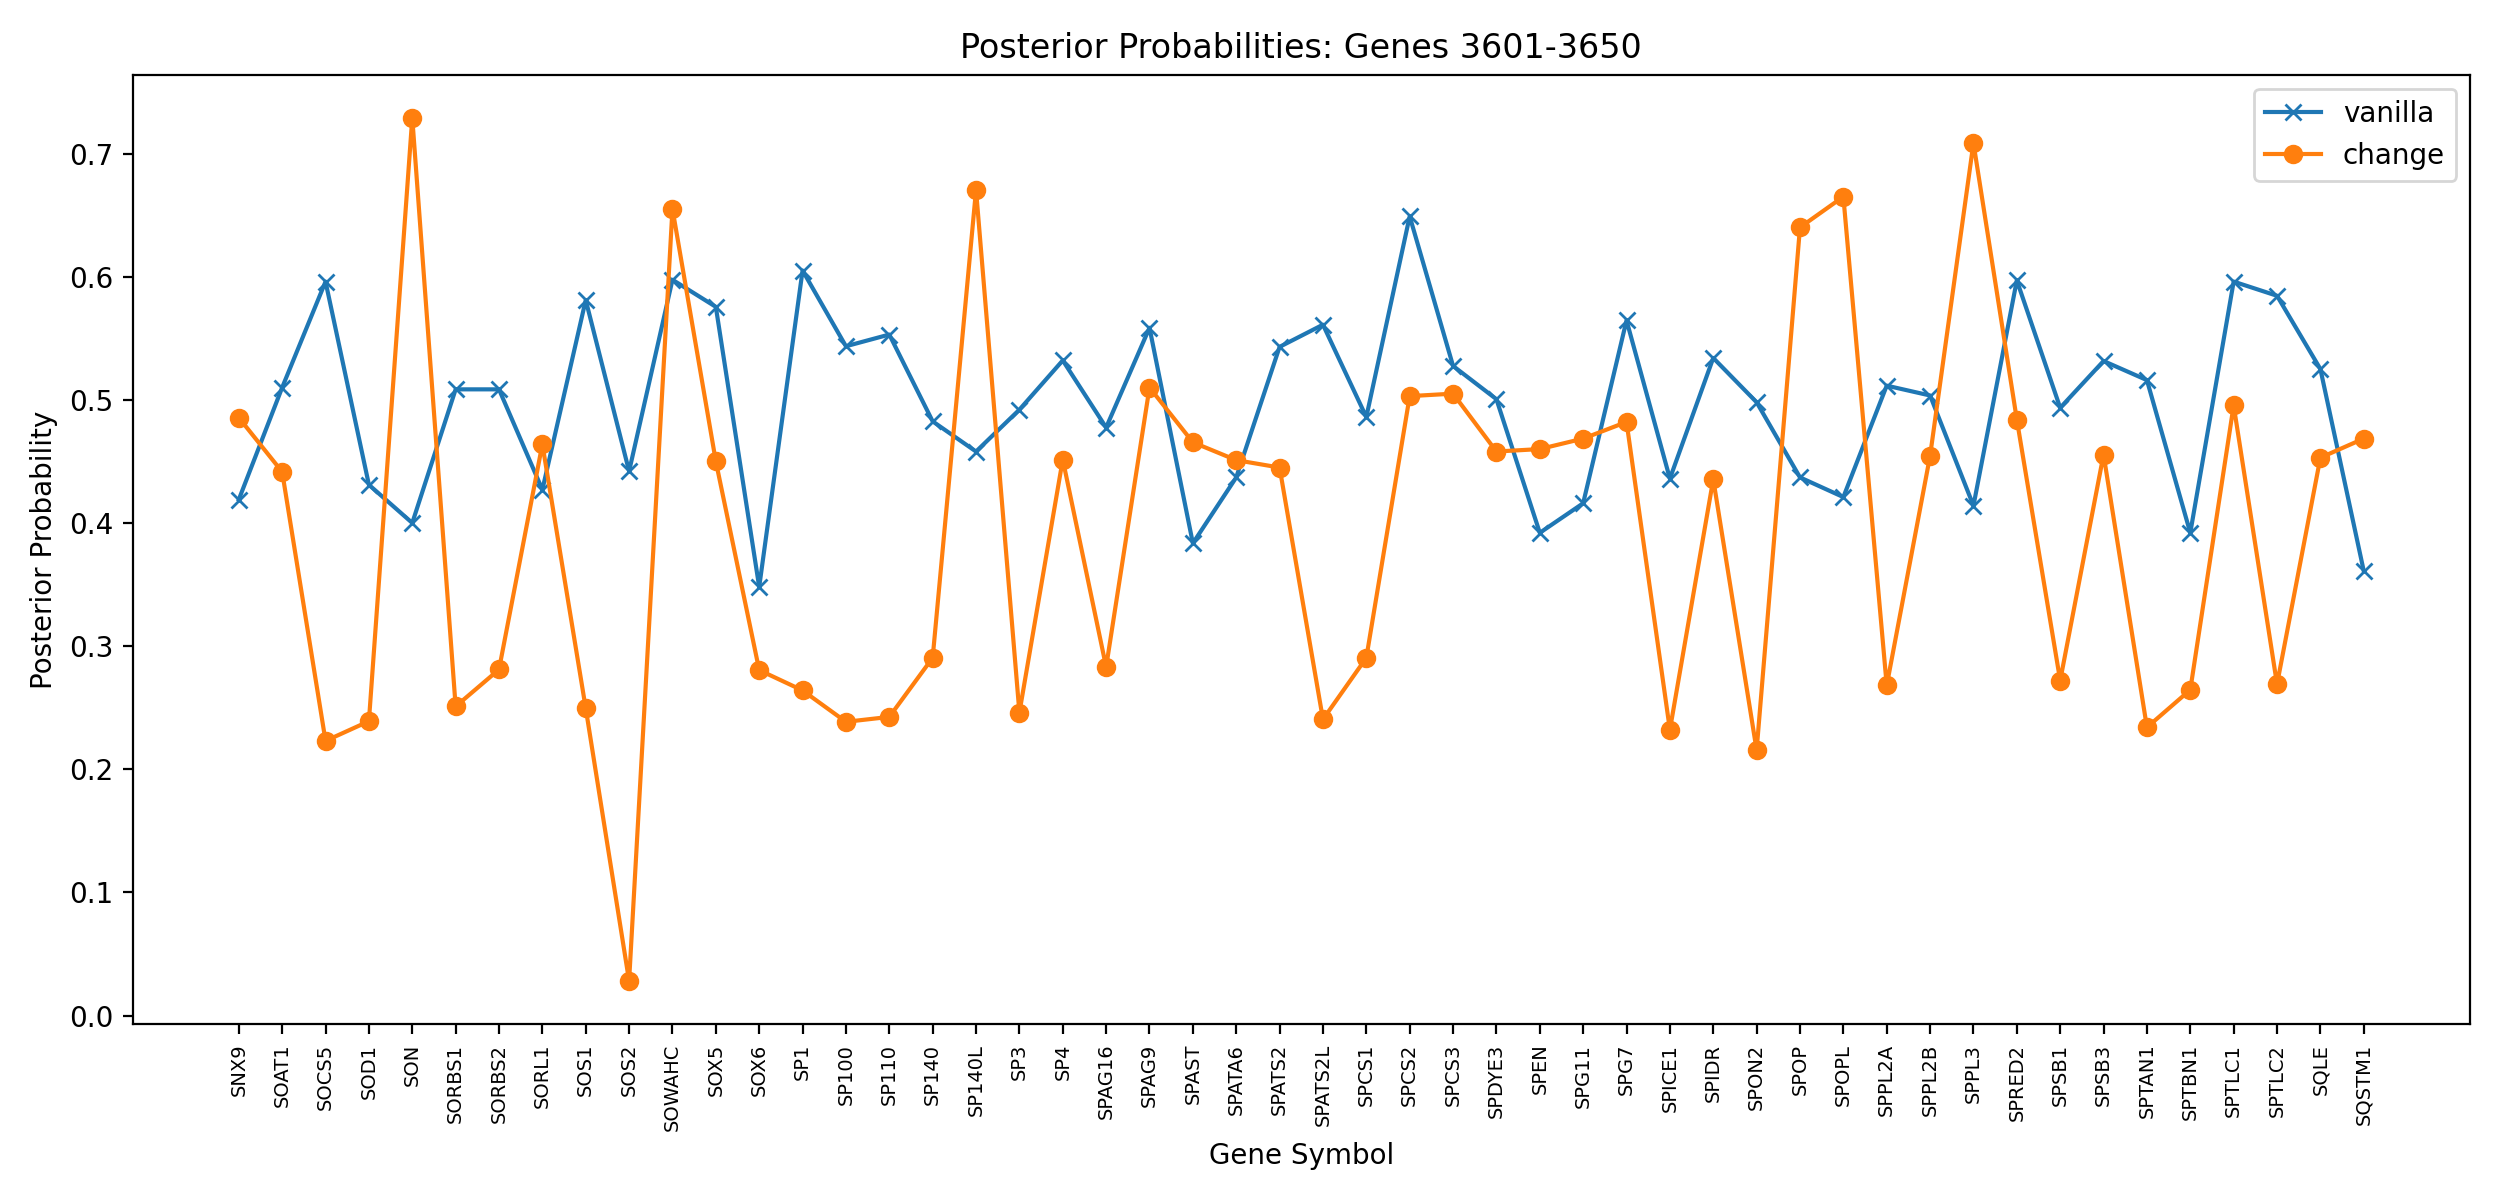 Posterior Probabilities: Genes 3601-3650
vanilla
change
Posterior Probability
0.7
0.6
0.5
0.4
0.3
0.2
0.1
0.0
SNX9
SOAT1
SOCS5
SOD1
SON
SORBS1
SORBS2
SORL1
SOS1
SOS2
SOWAHC
SOX5
SOX6
SP1
SP100
SP110
SP140
SP140L
SP3
SP4
SPAG16
SPAG9
SPAST
SPATA6
SPATS2
SPATS2L
SPCS1
SPCS2
SPCS3
SPDYE3
SPEN
SPG11
SPG7
SPICE1
SPIDR
SPON2
SPOP
SPOPL
SPPL2A
SPPL2B
SPPL3
SPRED2
SPSB1
SPSB3
SPTAN1
SPTBN1
SPTLC1
SPTLC2
SQLE
SQSTM1
Gene Symbol